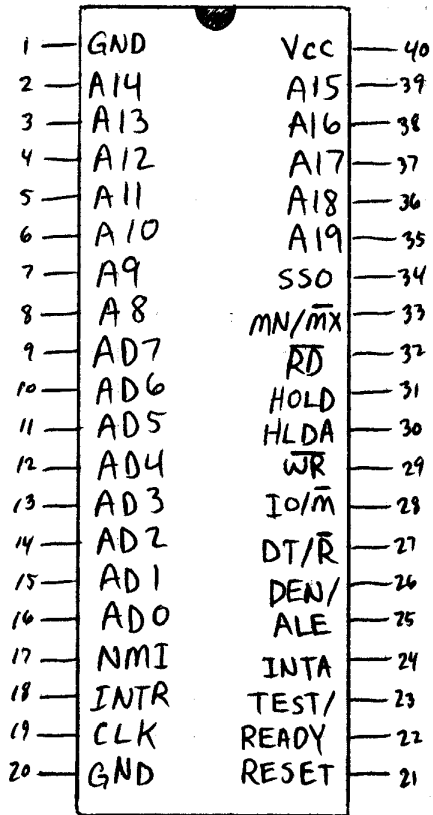 1 GND Vcc 40
2 A14 A15 39
3 A13 A16 38
4 A12 A17 37
5 A11 A18 36
6 A10 A19 35
7 A9 SSO 34
8 A8 MN/M̅X̅ 33
9 AD7 R̅D̅ 32
10 AD6 HOLD 31
11 AD5 HLDA 30
12 AD4 W̅R̅ 29
13 AD3 IO/M̅ 28
14 AD2 DT/R̅ 27
15 AD1 DEN/ 26
16 AD0 ALE 25
17 NMI INTA 24
18 INTR TEST/ 23
19 CLK READY 22
20 GND RESET 21